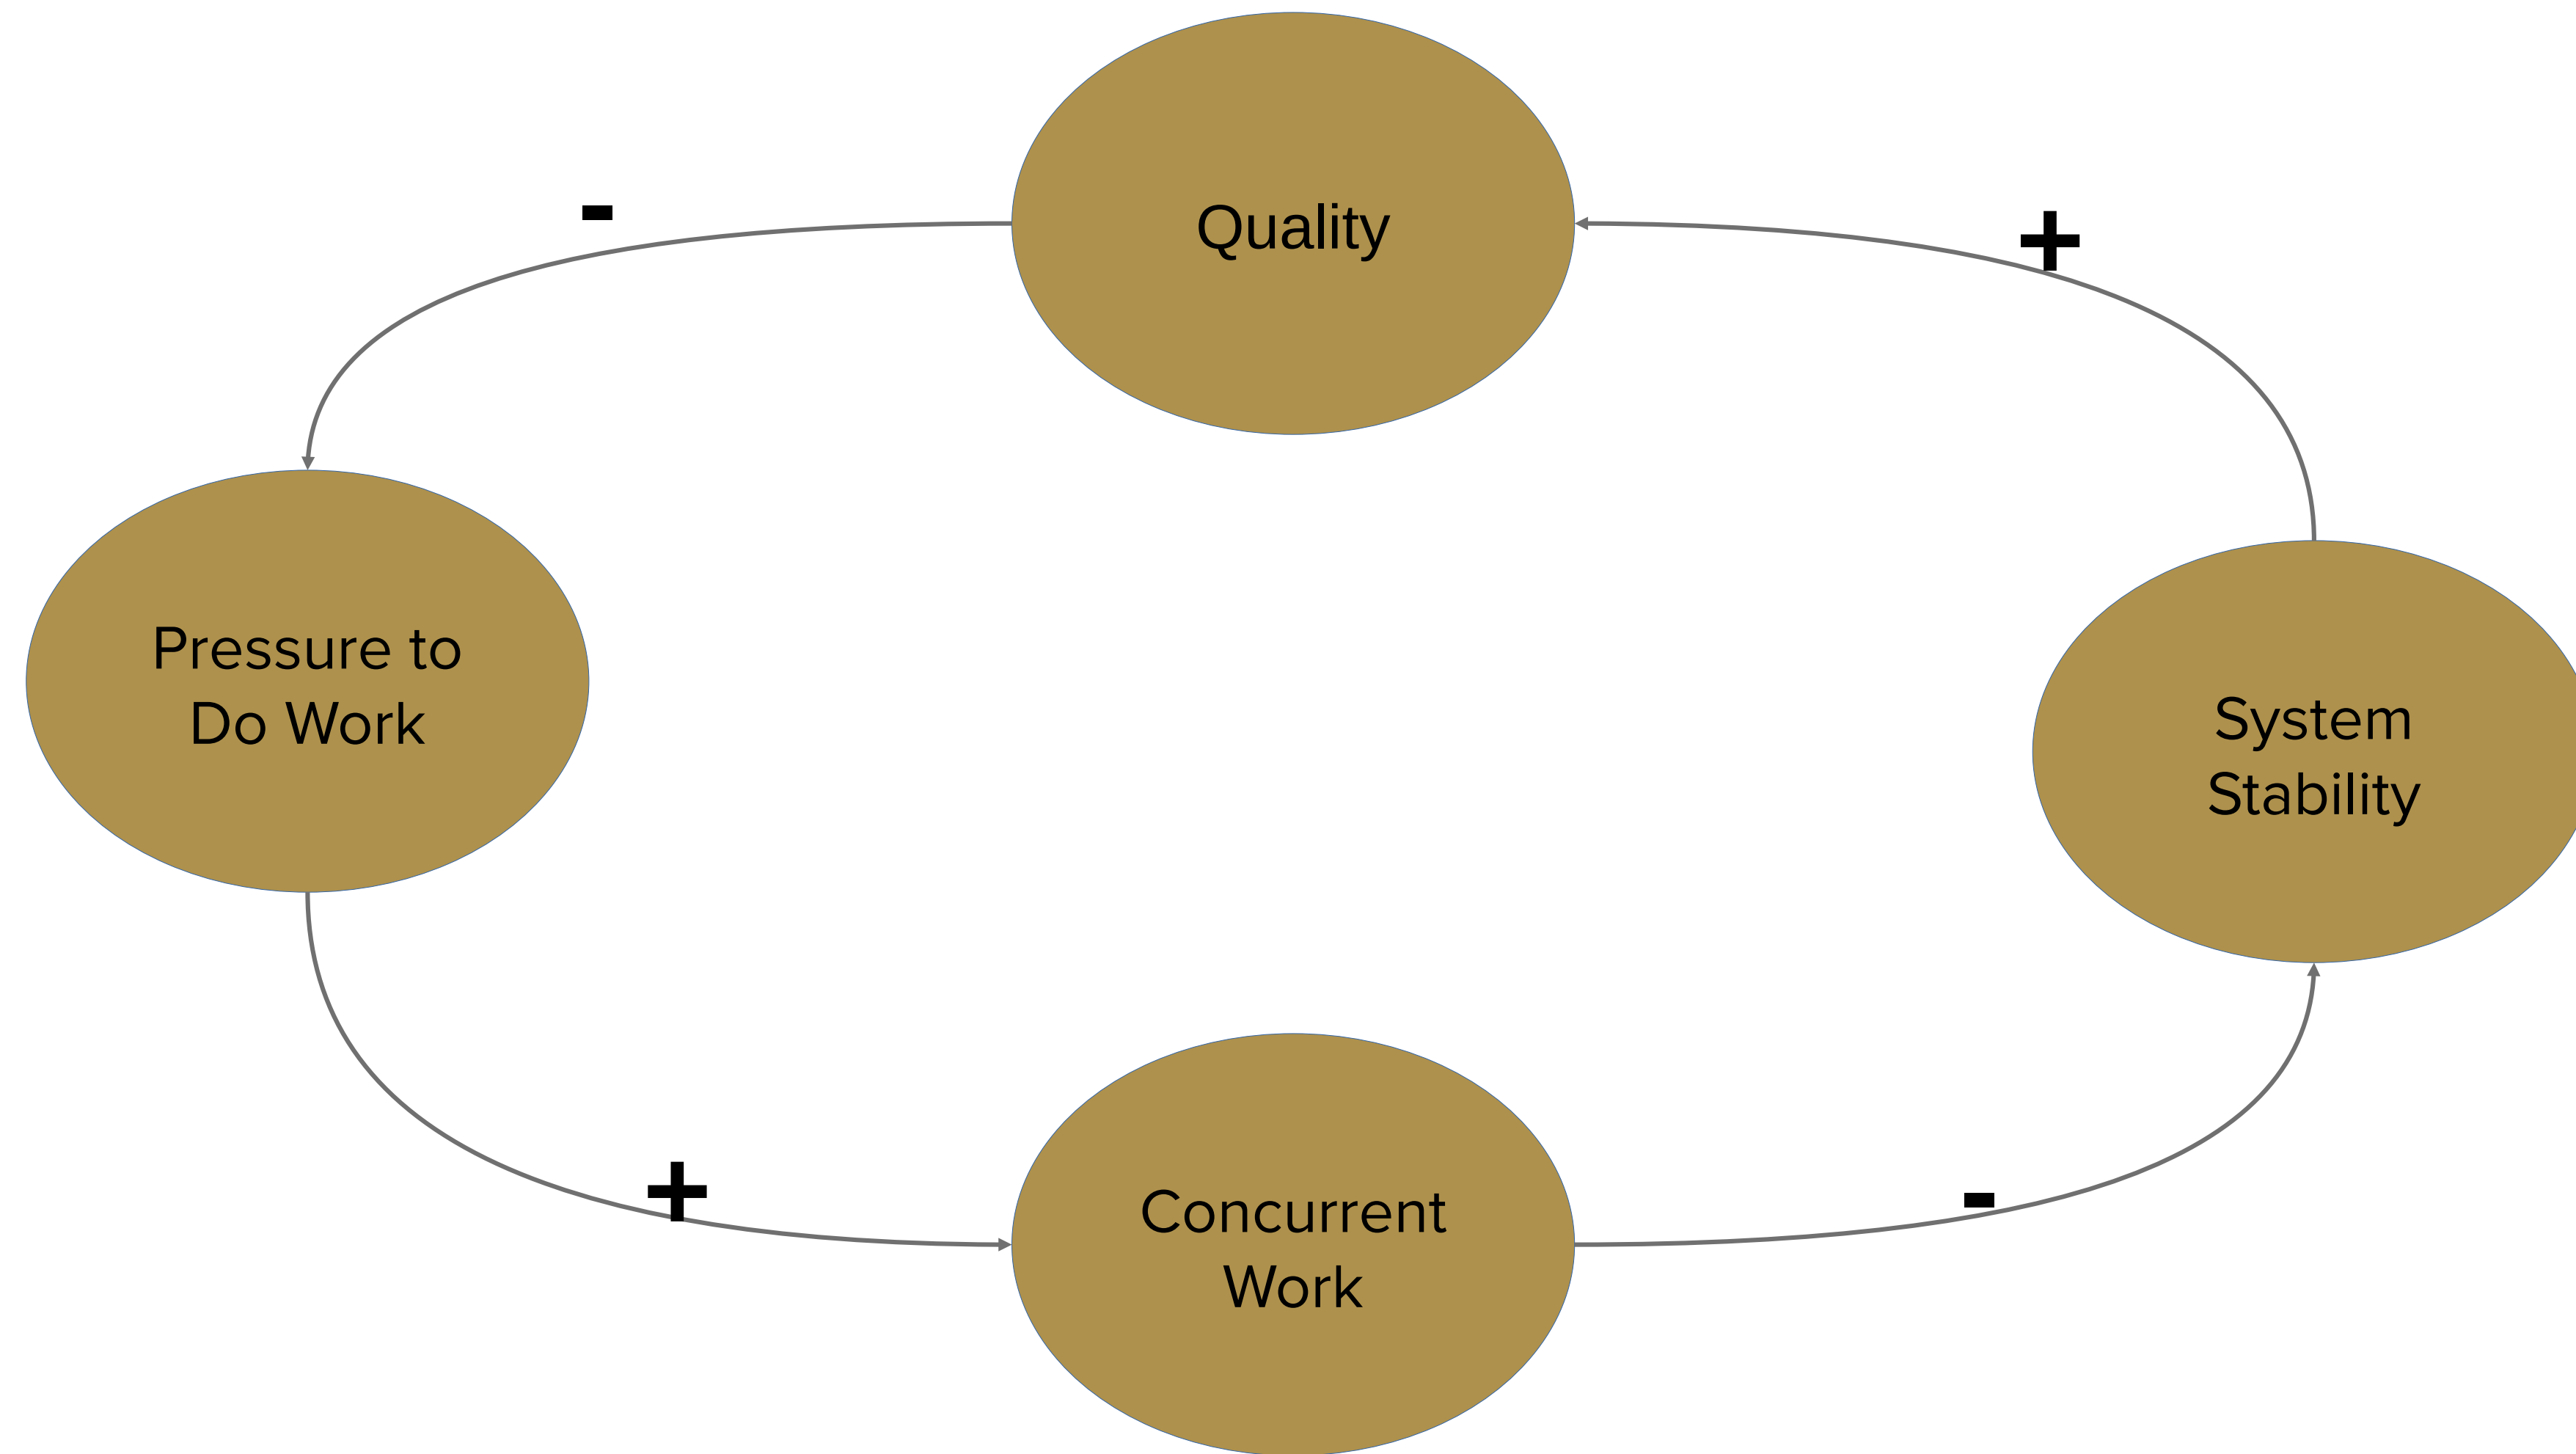 Quality
-
+
Pressure to
Do Work
System
Stability
+
-
Concurrent
Work